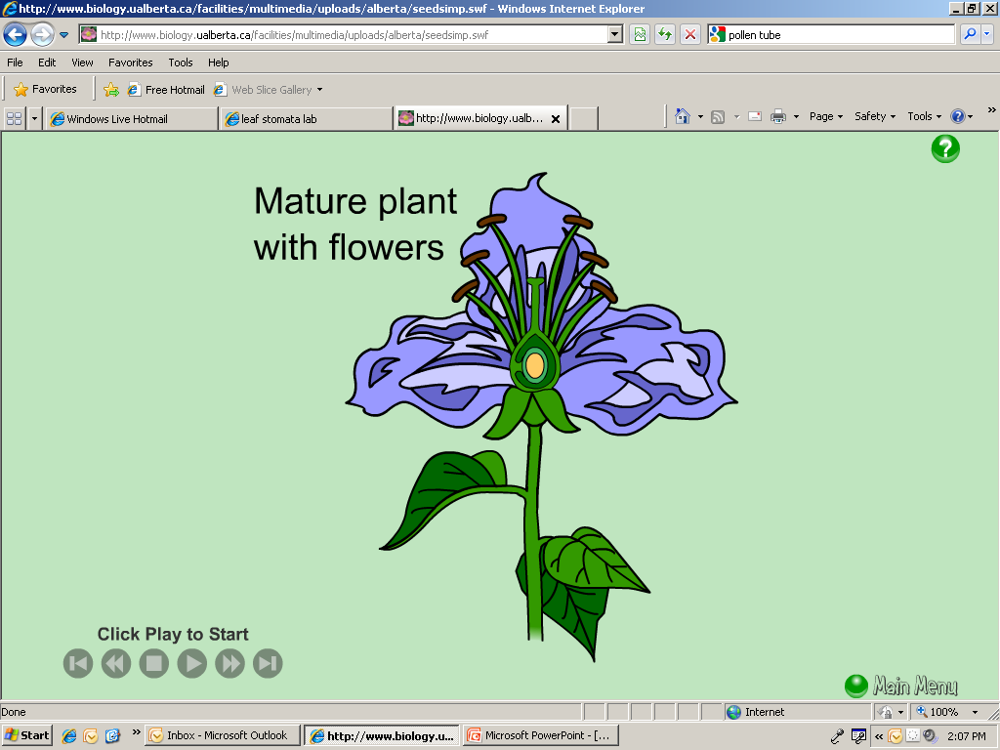 http://www.biology.ualberta.ca/facilities/multimedia/uploads/alberta/seedsimp.swf - Windows Internet Explorer
http://www.biology.ualberta.ca/facilities/multimedia/uploads/alberta/seedsimp.swf
pollen tube
File Edit View Favorites Tools Help
Favorites Free Hotmail Web Slice Gallery
Windows Live Hotmail leaf stomata lab http://www.biology.ualb... Page Safety Tools
Mature plant
with flowers
Click Play to Start
Main Menu
Done Internet 100%
Start Inbox - Microsoft Outlook http://www.biology.u... Microsoft PowerPoint - [... 2:07 PM